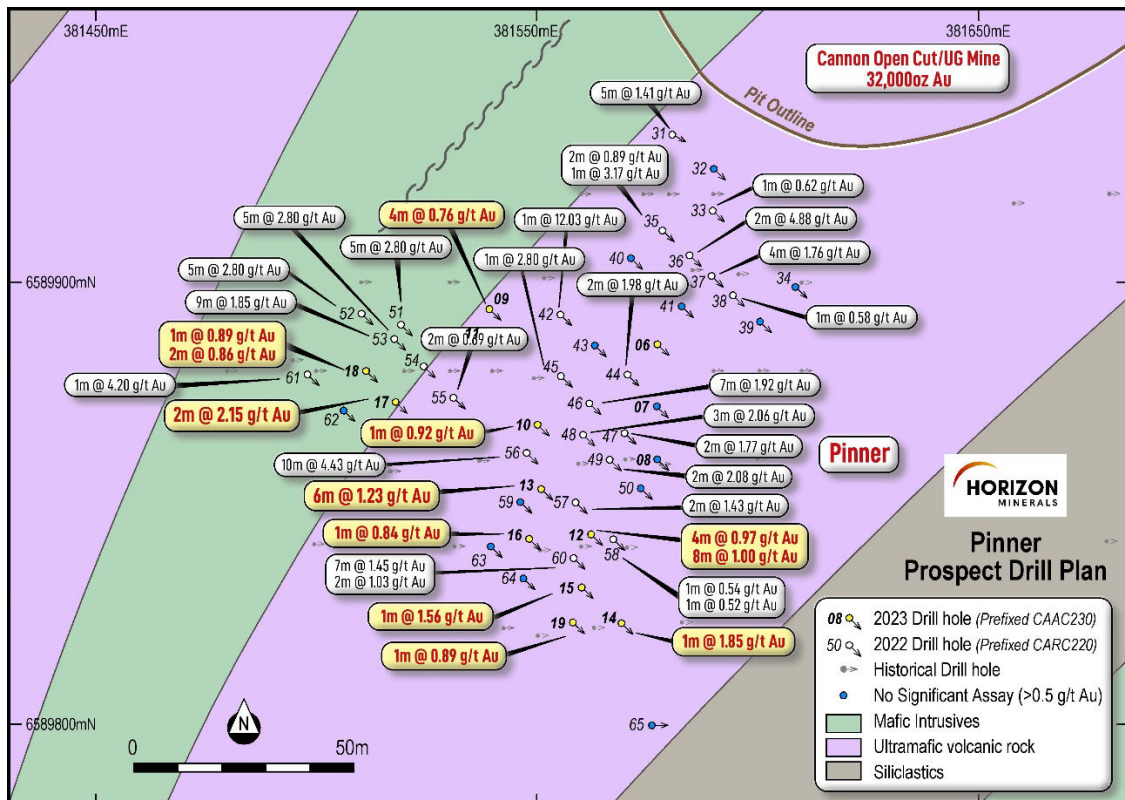 381450mE
381550mE
381650mE
Cannon Open Cut/UG Mine
32,000oz Au
Pit Outline
5m @ 1.41 g/t Au
31
2m @ 0.89 g/t Au
1m @ 3.17 g/t Au
32
1m @ 0.62 g/t Au
33
35
5m @ 2.80 g/t Au
4m @ 0.76 g/t Au
1m @ 12.03 g/t Au
2m @ 4.88 g/t Au
36
5m @ 2.80 g/t Au
1m @ 2.80 g/t Au
40
4m @ 1.76 g/t Au
37
34
5m @ 2.80 g/t Au
2m @ 1.98 g/t Au
6589900mN
38
9m @ 1.85 g/t Au
09
41
1m @ 0.58 g/t Au
39
52
51
42
11
1m @ 0.89 g/t Au
2m @ 0.86 g/t Au
53
2m @ 0.89 g/t Au
43
06
54
61
18
45
44
1m @ 4.20 g/t Au
7m @ 1.92 g/t Au
55
46
07
17
2m @ 2.15 g/t Au
62
3m @ 2.06 g/t Au
1m @ 0.92 g/t Au
10
48
47
2m @ 1.77 g/t Au
Pinner
10m @ 4.43 g/t Au
56
49
08
2m @ 2.08 g/t Au
HORIZON
MINERALS
6m @ 1.23 g/t Au
13
50
59
57
2m @ 1.43 g/t Au
1m @ 0.84 g/t Au
16
12
4m @ 0.97 g/t Au
8m @ 1.00 g/t Au
63
60
58
Pinner
Prospect Drill Plan
7m @ 1.45 g/t Au
2m @ 1.03 g/t Au
64
15
1m @ 0.54 g/t Au
1m @ 0.52 g/t Au
1m @ 1.56 g/t Au
19
14
1m @ 1.85 g/t Au
1m @ 0.89 g/t Au
08 2023 Drill hole (Prefixed CAAC230)
50 2022 Drill hole (Prefixed CARC220)
Historical Drill hole
No Significant Assay (>0.5 g/t Au)
Mafic Intrusives
Ultramafic volcanic rock
Siliclastics
6589800mN
N
65
0
50m